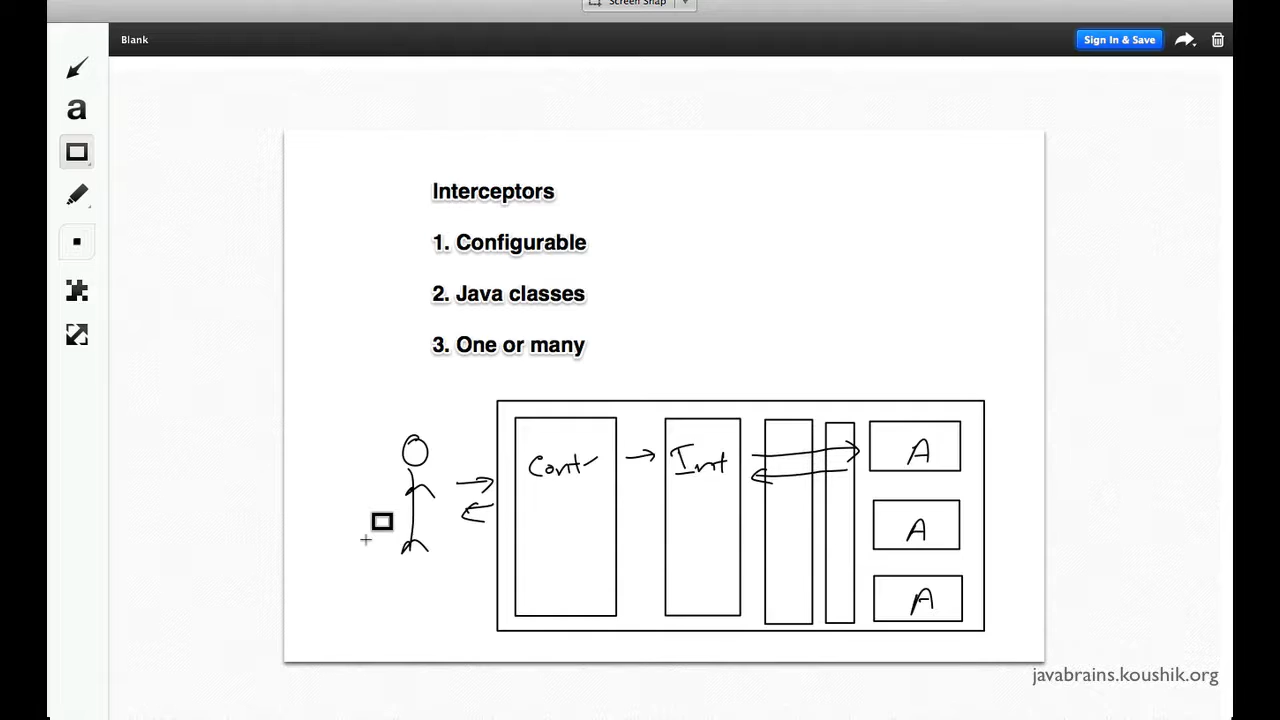 Screen Snap
Blank
Sign In & Save
a
Interceptors
1. Configurable
2. Java classes
3. One or many
Contr
Int
A
A
A
javabrains.koushik.org